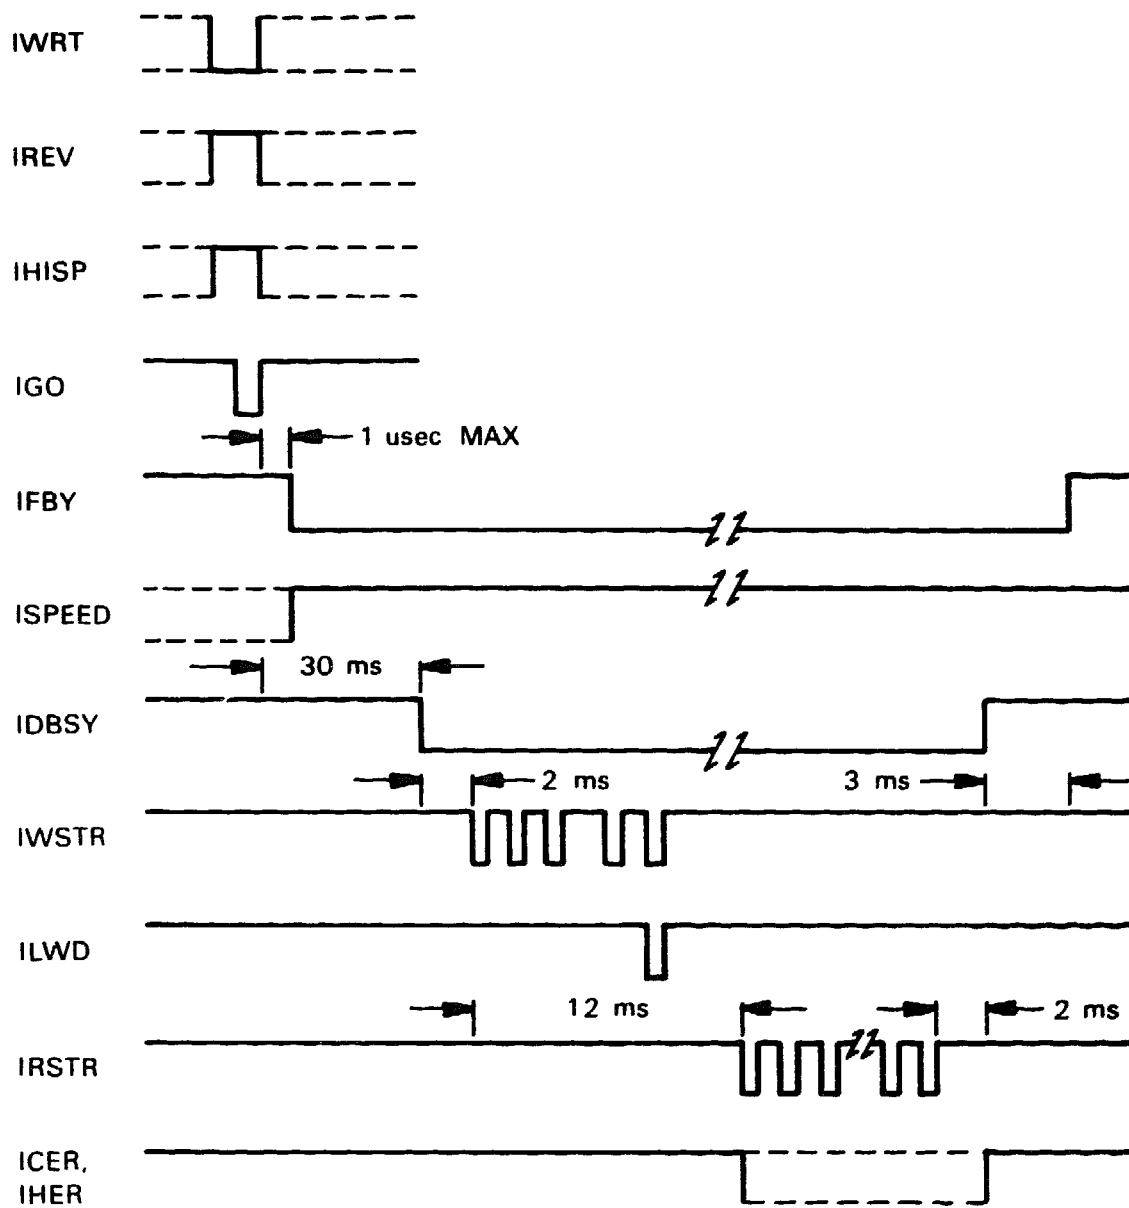 IWRT
IREV
IHISP
IGO
1 usec MAX
IFBY
ISPEED
30 ms
IDBSY
2 ms
3 ms
IWSTR
ILWD
12 ms
2 ms
IRSTR
ICER,
IHER